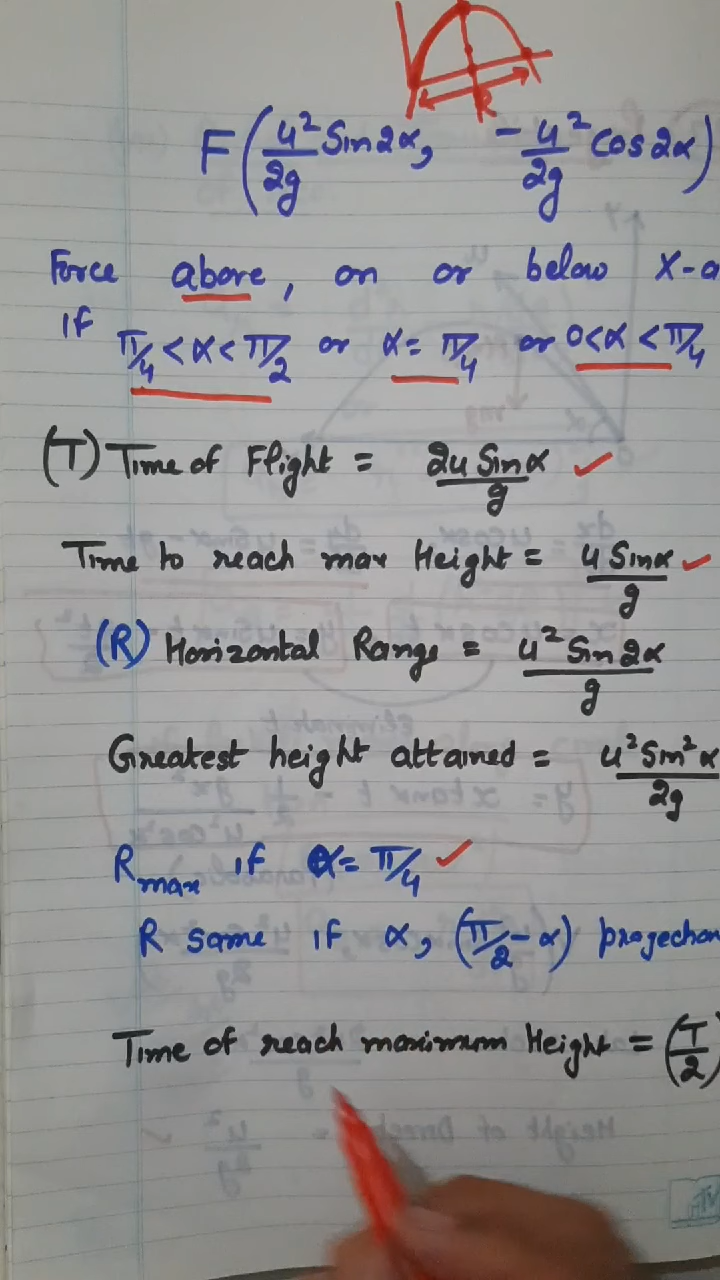 R
F(u²/2g Sin2α, -u²/2g cos2α)
Force above, on or below X-a
If π/4 < α < π/2 or α = π/4 or 0<α<π/4
(T) Time of Flight = 2u Sinα/g ✓
Time to reach max Height = u Sinα/g ✓
(R) Horizontal Range = u² Sin2α/g
Greatest height attained = u² Sin²α/2g
Rmax if α = π/4 ✓
R same if α, (π/2-α) projection
Time of reach maximum Height = (T/2)